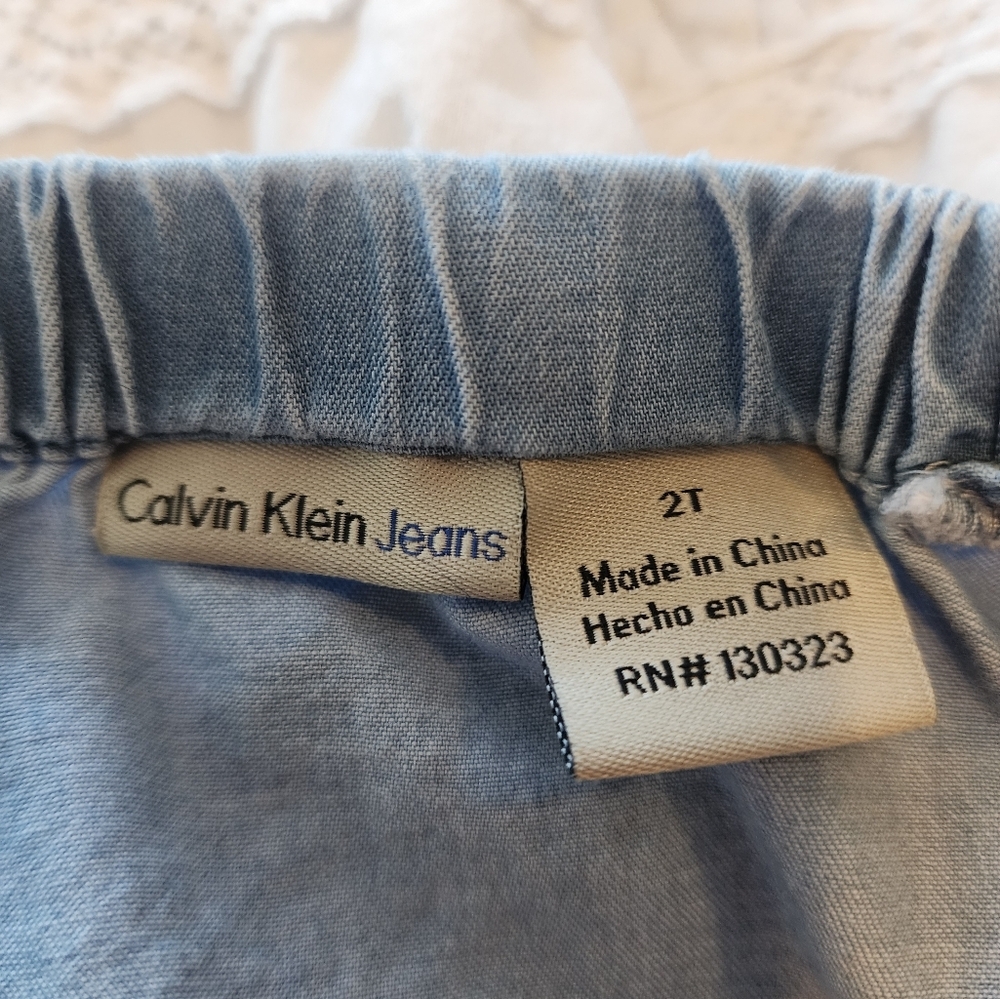 Calvin Klein Jeans
2T
Made in China
Hecho en China
RN# 130323